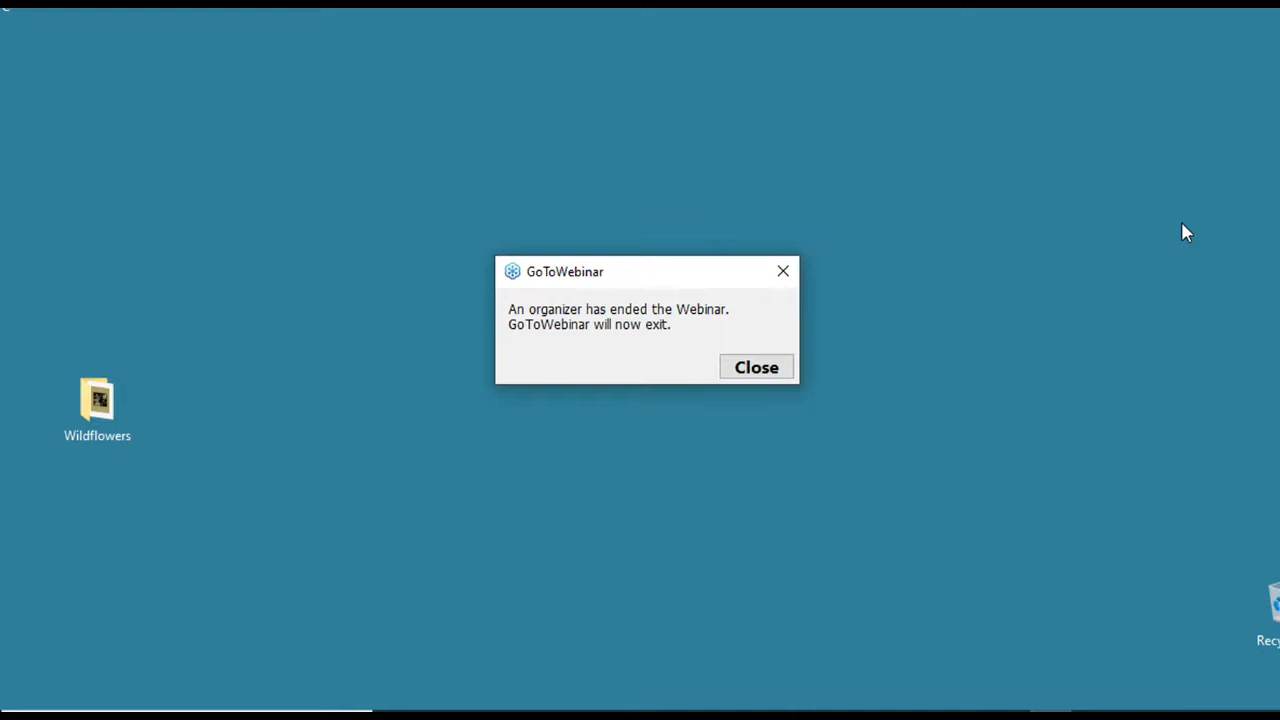 GoToWebinar
An organizer has ended the Webinar.
GoToWebinar will now exit.
Close
Wildflowers